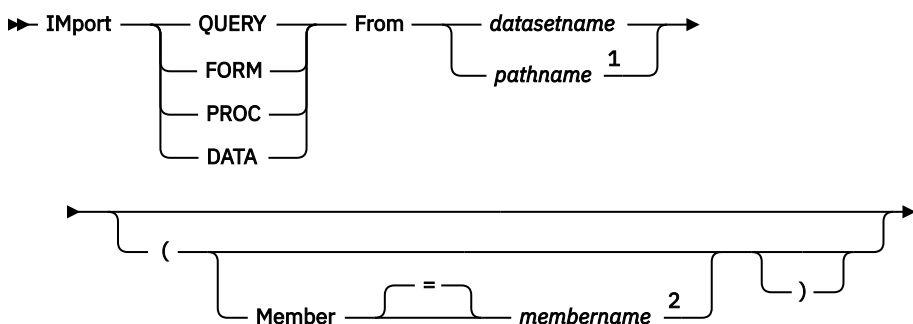 IMport QUERY From datasetname
FORM pathname 1
PROC
DATA
(
Member = membername 2 )